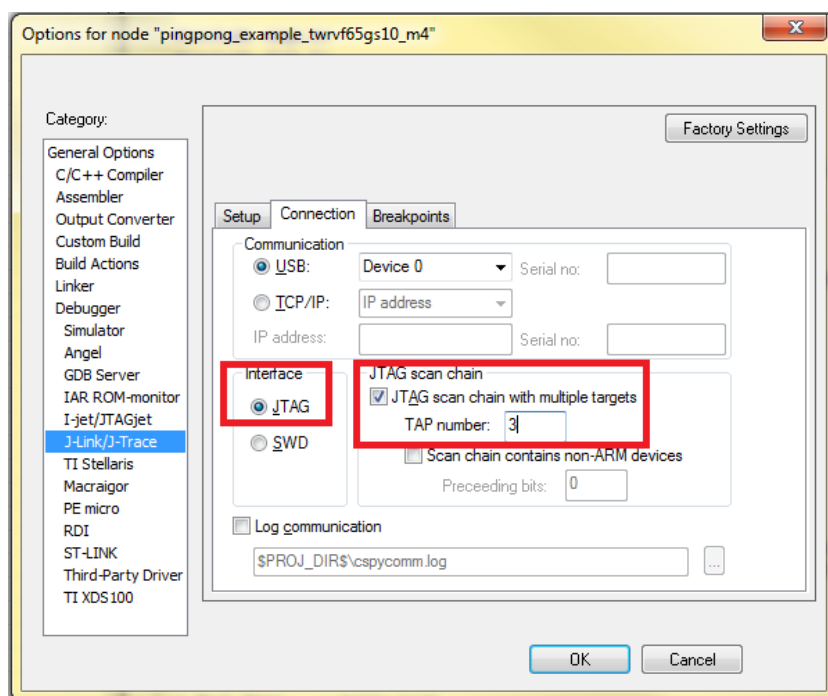 Options for node "pingpong_example_twrvf65gs10_m4"
Category:
General Options
C/C++ Compiler
Assembler
Output Converter
Custom Build
Build Actions
Linker
Debugger
Simulator
Angel
GDB Server
IAR ROM-monitor
I-jet/JTAGjet
J-Link/J-Trace
TI Stellaris
Macraigor
PE micro
RDI
ST-LINK
Third-Party Driver
TI XDS100
Factory Settings
Setup Connection Breakpoints
Communication
USB: Device 0 Serial no:
TCP/IP: IP address
IP address: Serial no:
Interface
JTAG
SWD
JTAG scan chain
JTAG scan chain with multiple targets
TAP number: 3
Scan chain contains non-ARM devices
Preceeding bits: 0
Log communication
$PROJ_DIR$\cspycomm.log ...
OK Cancel